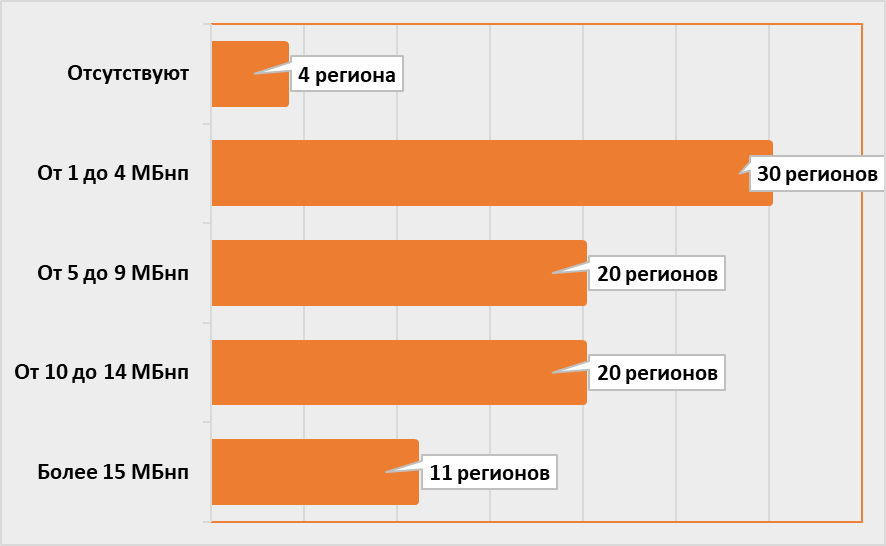 Отсутствуют
4 региона
От 1 до 4 МБнп
30 регионов
От 5 до 9 МБнп
20 регионов
От 10 до 14 МБнп
20 регионов
Более 15 МБнп
11 регионов